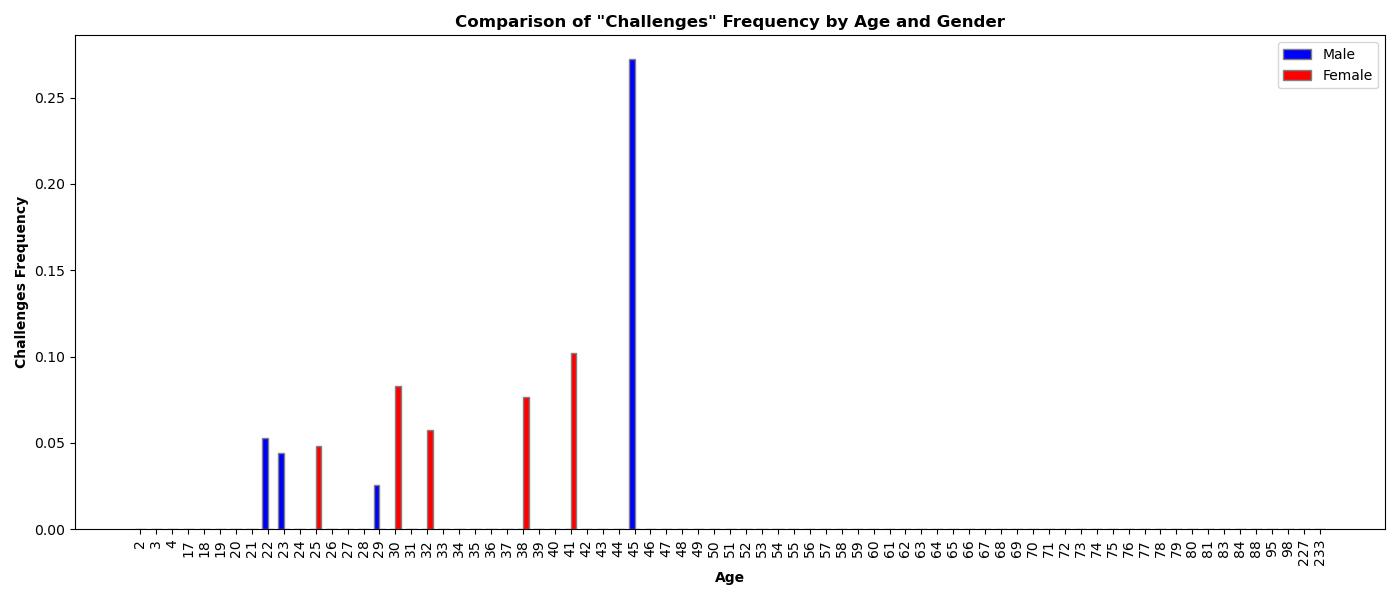 Comparison of "Challenges" Frequency by Age and Gender
Male
Female
Challenges Frequency
0.25
0.20
0.15
0.10
0.05
0.00
2 3 4 17 18 19 20 21 22 23 24 25 26 27 28 29 30 31 32 33 34 35 36 37 38 39 40 41 42 43 44 45 46 47 48 49 50 51 52 53 54 55 56 57 58 59 60 61 62 63 64 65 66 67 68 69 70 71 72 73 74 75 76 77 78 79 80 81 83 84 88 95 98 227 233
Age